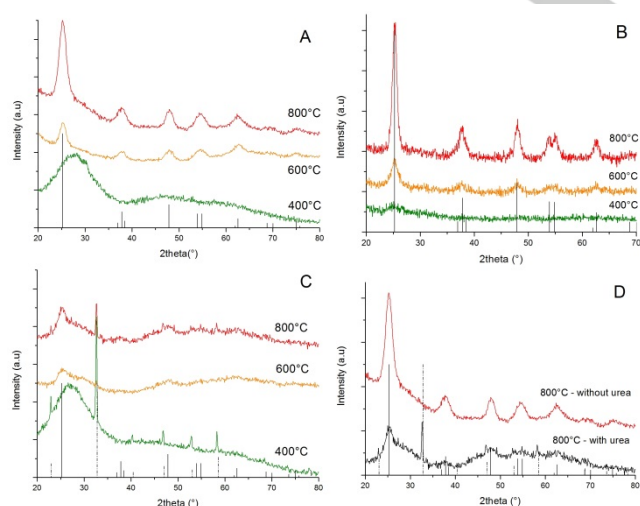 A
800°C
600°C
400°C
Intensity (a.u)
20 30 40 50 60 70 80
2theta(°)
B
800°C
600°C
400°C
Intensity (a.u)
20 30 40 50 60 70
2theta (°)
C
800°C
600°C
400°C
Intensity (a.u)
20 30 40 50 60 70 80
2theta (°)
D
800°C - without urea
800°C - with urea
Intensity (a.u)
20 30 40 50 60 70 80
2theta (°)